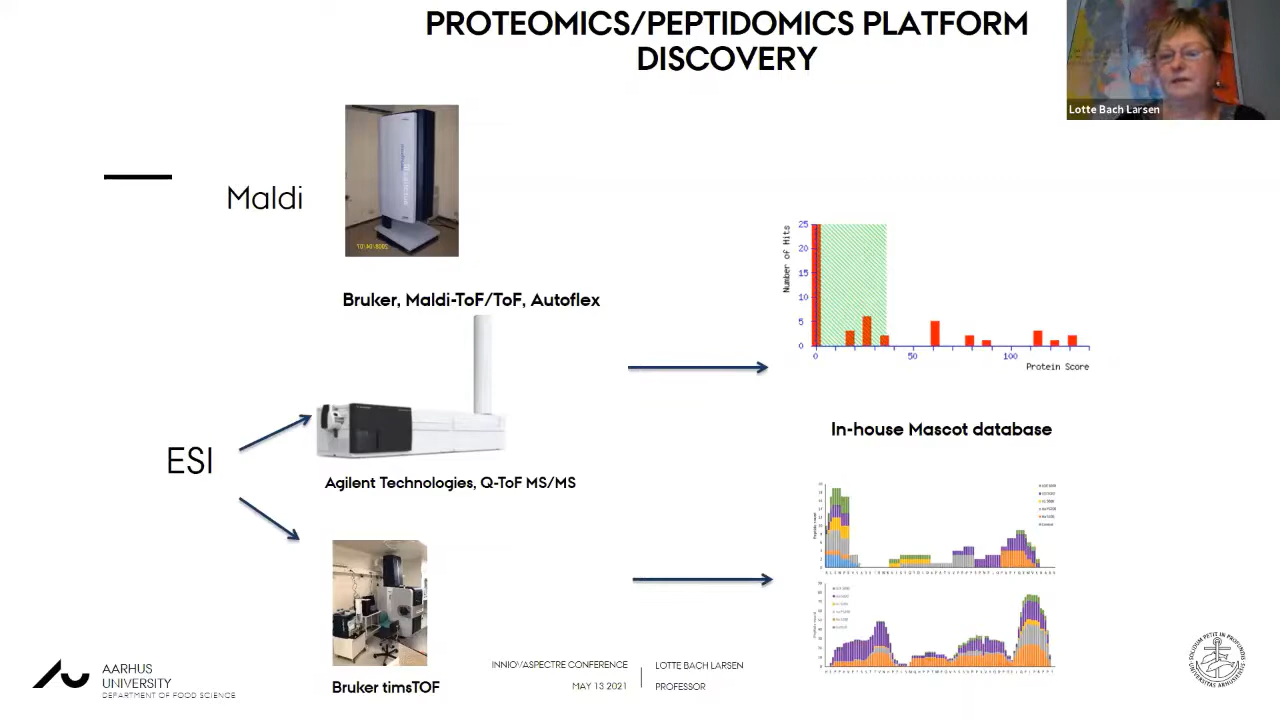 PROTEOMICS/PEPTIDOMICS PLATFORM
DISCOVERY
Lotte Bach Larsen
Maldi
Bruker, Maldi-ToF/ToF, Autoflex
ESI
Agilent Technologies, Q-ToF MS/MS
Bruker timsTOF
Number of Hits
25
20
15
10
5
0
0 50 100
Protein Score
In-house Mascot database
AARHUS
UNIVERSITY
DEPARTMENT OF FOOD SCIENCE
INNIOVASPECTRE CONFERENCE
MAY 13 2021
LOTTE BACH LARSEN
PROFESSOR